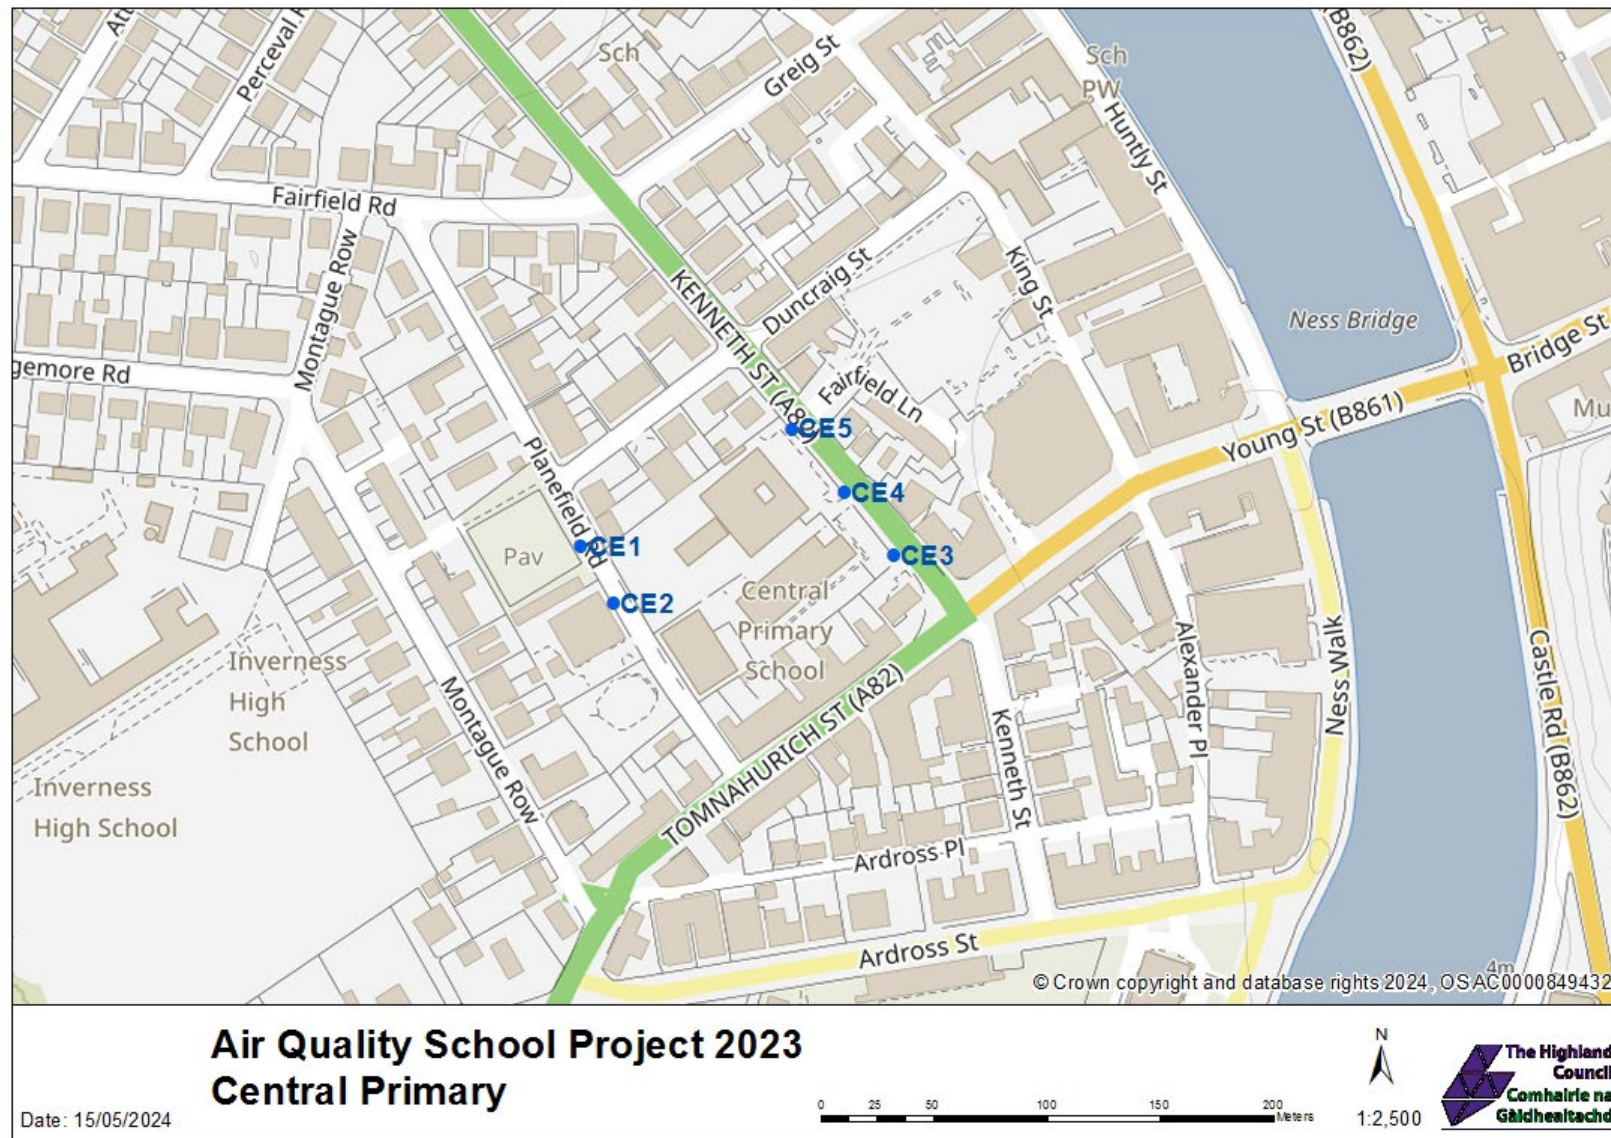 Att
Perceval R
Sch
Greig St
Sch
PW
Huntly St
(B862)
Fairfield Rd
Montague Row
KENNETH ST (A82)
Duncraig St
King St
Ness Bridge
Bridge St
gemore Rd
Fairfield Ln
Mu
Young St (B861)
CE5
Planefield Rd
CE4
Pav
CE1
CE3
CE2
Central
Primary
School
Inverness
High
School
Inverness
High School
Montague Row
TOMNAHURICH ST (A82)
Kenneth St
Alexander Pl
Ness Walk
Castle Rd (B862)
Ardross Pl
Ardross St
4m
© Crown copyright and database rights 2024, OS AC0000849432
Air Quality School Project 2023
Central Primary
Date: 15/05/2024
0 25 50 100 150 200
Meters
N
1:2,500
The Highland
Council
Comhairle na
Gàidhealtachd